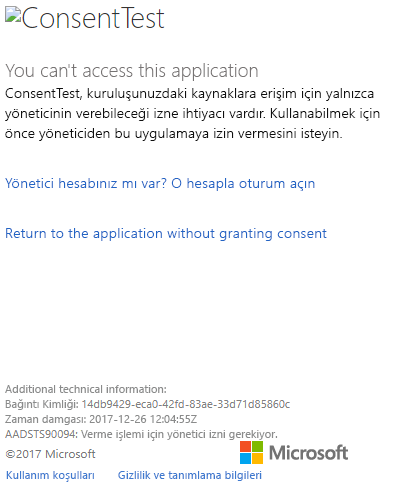 ConsentTest
You can't access this application
ConsentTest, kuruluşunuzdaki kaynaklara erişim için yalnızca
yöneticinin verebileceği izne ihtiyacı vardır. Kullanabilmek için
önce yöneticiden bu uygulamaya izin vermesini isteyin.
Yönetici hesabınız mı var? O hesapla oturum açın
Return to the application without granting consent
Additional technical information:
Bağıntı Kimliği: 14db9429-eca0-42fd-83ae-33d71d85860c
Zaman damgası: 2017-12-26 12:04:55Z
AADSTS90094: Verme işlemi için yönetici izni gerekiyor.
©2017 Microsoft
Microsoft
Kullanım koşulları Gizlilik ve tanımlama bilgileri